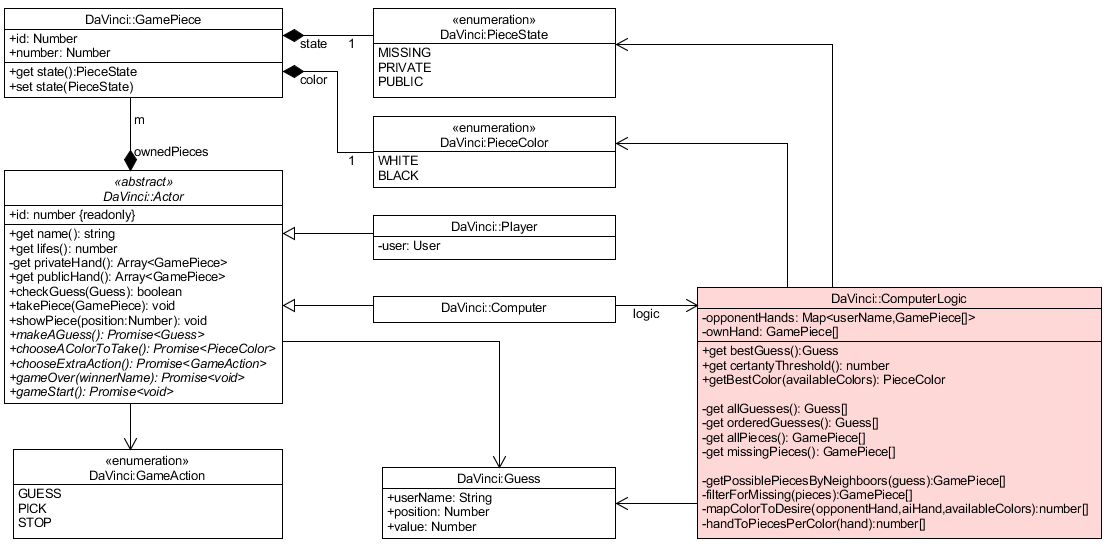 DaVinci::GamePiece
+id: Number
+number: Number
+get state():PieceState
+set state(PieceState)
state
1
color
1
«enumeration»
DaVinci:PieceState
MISSING
PRIVATE
PUBLIC
«enumeration»
DaVinci:PieceColor
WHITE
BLACK
m
ownedPieces
«abstract»
DaVinci::Actor
+id: number {readonly}
+get name(): string
+get lifes(): number
-get privateHand(): Array<GamePiece>
+get publicHand(): Array<GamePiece>
+checkGuess(Guess): boolean
+takePiece(GamePiece): void
+showPiece(position:Number): void
+makeAGuess(): Promise<Guess>
+chooseAColorToTake(): Promise<PieceColor>
+chooseExtraAction(): Promise<GameAction>
+gameOver(winnerName): Promise<void>
+gameStart(): Promise<void>
DaVinci::Player
-user: User
DaVinci::Computer
logic
DaVinci::ComputerLogic
-opponentHands: Map<userName,GamePiece[]>
-ownHand: GamePiece[]
+get bestGuess():Guess
+get certantyThreshold(): number
+getBestColor(availableColors): PieceColor
-get allGuesses(): Guess[]
-get orderedGuesses(): Guess[]
-get allPieces(): GamePiece[]
-get missingPieces(): GamePiece[]
-getPossiblePiecesByNeighboors(guess):GamePiece[]
-filterForMissing(pieces):GamePiece[]
-mapColorToDesire(opponentHand,aiHand,availableColors):number[]
-handToPiecesPerColor(hand):number[]
«enumeration»
DaVinci:GameAction
GUESS
PICK
STOP
DaVinci:Guess
+userName: String
+position: Number
+value: Number